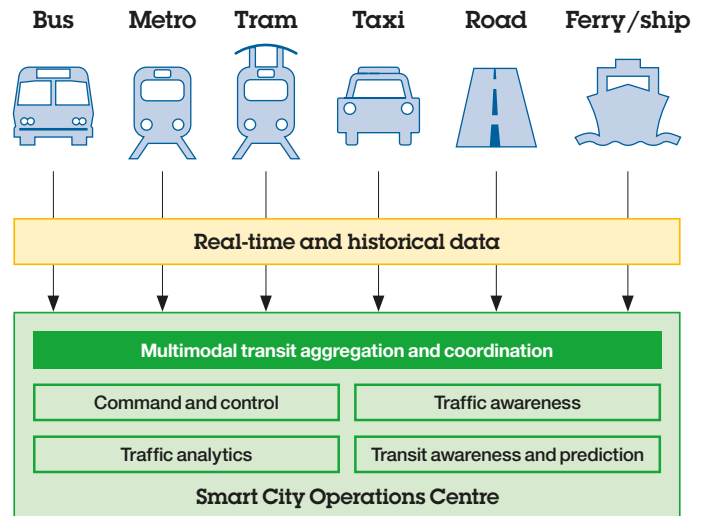 Bus Metro Tram Taxi Road Ferry/ship
Real-time and historical data
Multimodal transit aggregation and coordination
Command and control Traffic awareness
Traffic analytics Transit awareness and prediction
Smart City Operations Centre